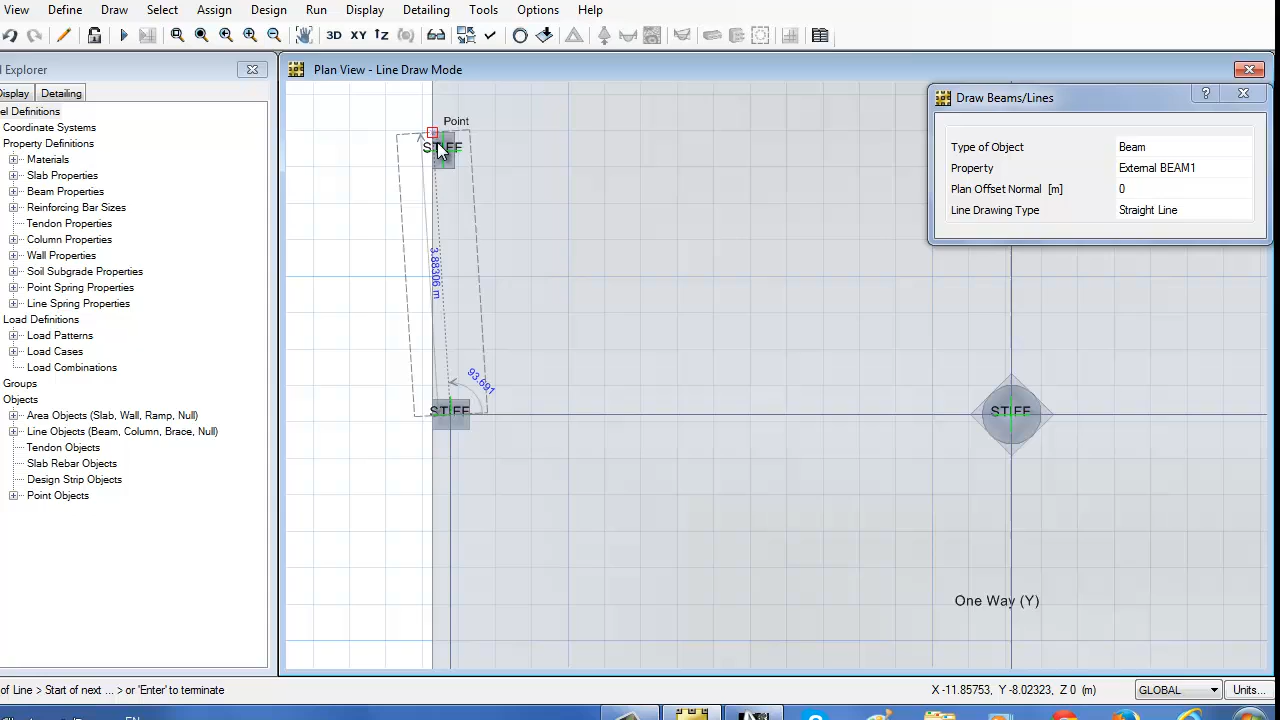 View Define Draw Select Assign Design Run Display Detailing Tools Options Help
3D XY
Explorer
Display Detailing
Model Definitions
Coordinate Systems
Property Definitions
Materials
Slab Properties
Beam Properties
Reinforcing Bar Sizes
Tendon Properties
Column Properties
Wall Properties
Soil Subgrade Properties
Point Spring Properties
Line Spring Properties
Load Definitions
Load Patterns
Load Cases
Load Combinations
Groups
Objects
Area Objects (Slab, Wall, Ramp, Null)
Line Objects (Beam, Column, Brace, Null)
Tendon Objects
Slab Rebar Objects
Design Strip Objects
Point Objects
Plan View - Line Draw Mode
Point
STIFF
3.88306 m
93.691
STIFF
STIFF
One Way (Y)
Draw Beams/Lines
?
Type of Object Beam
Property External BEAM1
Plan Offset Normal [m] 0
Line Drawing Type Straight Line
of Line > Start of next ... > or 'Enter' to terminate
X -11.85753, Y -8.02323, Z 0 (m)
GLOBAL
Units...